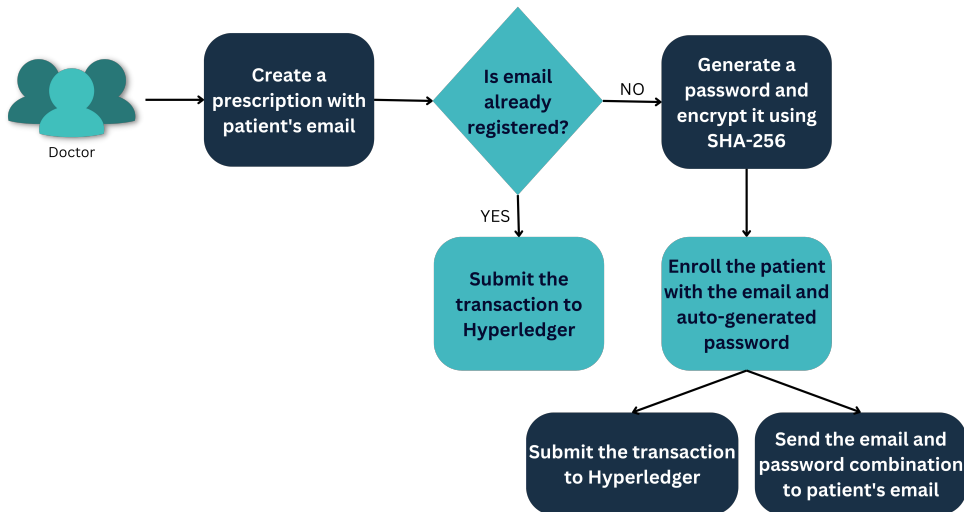 Doctor
Create a
prescription with
patient's email
Is email
already
registered?
NO
Generate a
password and
encrypt it using
SHA-256
YES
Submit the
transaction to
Hyperledger
Enroll the patient
with the email and
auto-generated
password
Submit the transaction
to Hyperledger
Send the email and
password combination
to patient's email